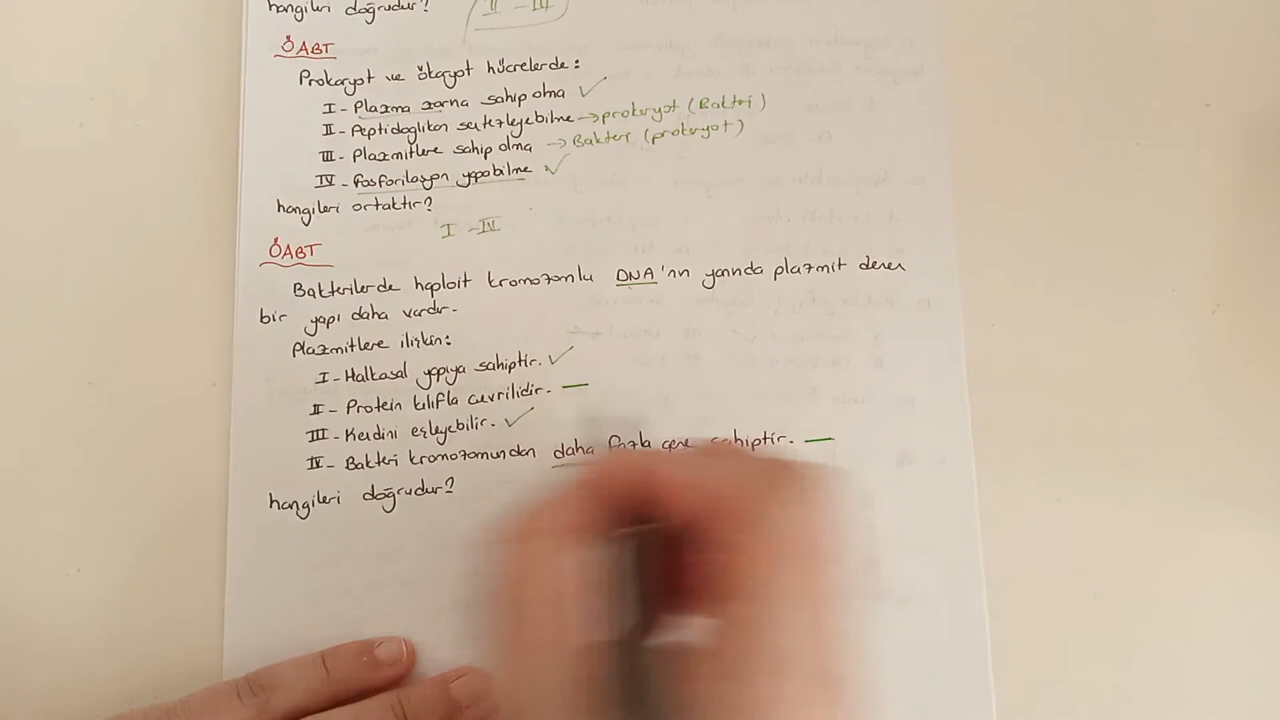 hangileri doğrudur? II - IV
ÖABT
Prokaryot ve ökaryot hücrelerde:
I - Plazma zarına sahip olma ✓
II - Peptidoglikan sentezleyebilme → prokaryot (Bakteri)
III - Plazmitlere sahip olma → Bakteri (prokaryot)
IV - fosforilasyon yapabilme ✓
hangileri ortaktır?
I - IV
ÖABT
Bakterilerde haploit kromozomlu DNA'nın yanında plazmit denen
bir yapı daha vardır.
Plazmitlere ilişkin:
I - Halkasal yapıya sahiptir. ✓
II - Protein kılıfla çevrilidir. —
III - Kendini eşleyebilir. ✓
IV - Bakteri kromozomundan daha fazla gene sahiptir. —
hangileri doğrudur?